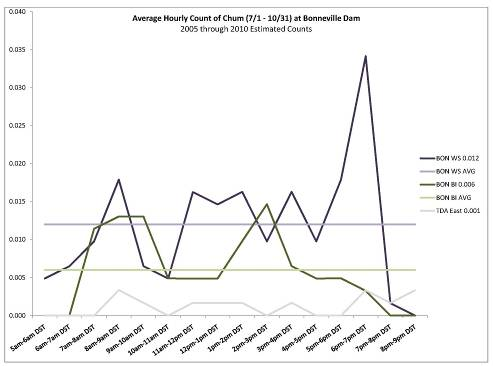 Average Hourly Count of Chum (7/1 - 10/31) at Bonneville Dam
2005 through 2010 Estimated Counts
0.040
0.035
0.030
0.025
0.020
0.015
0.010
0.005
0.000
BON WS 0.012
BON WS AVG
BON BI 0.006
BON BI AVG
TDA East 0.001
5am-6am DST
6am-7am DST
7am-8am DST
8am-9am DST
9am-10am DST
10am-11am DST
11am-12pm DST
12pm-1pm DST
1pm-2pm DST
2pm-3pm DST
3pm-4pm DST
4pm-5pm DST
5pm-6pm DST
6pm-7pm DST
7pm-8pm DST
8pm-9pm DST